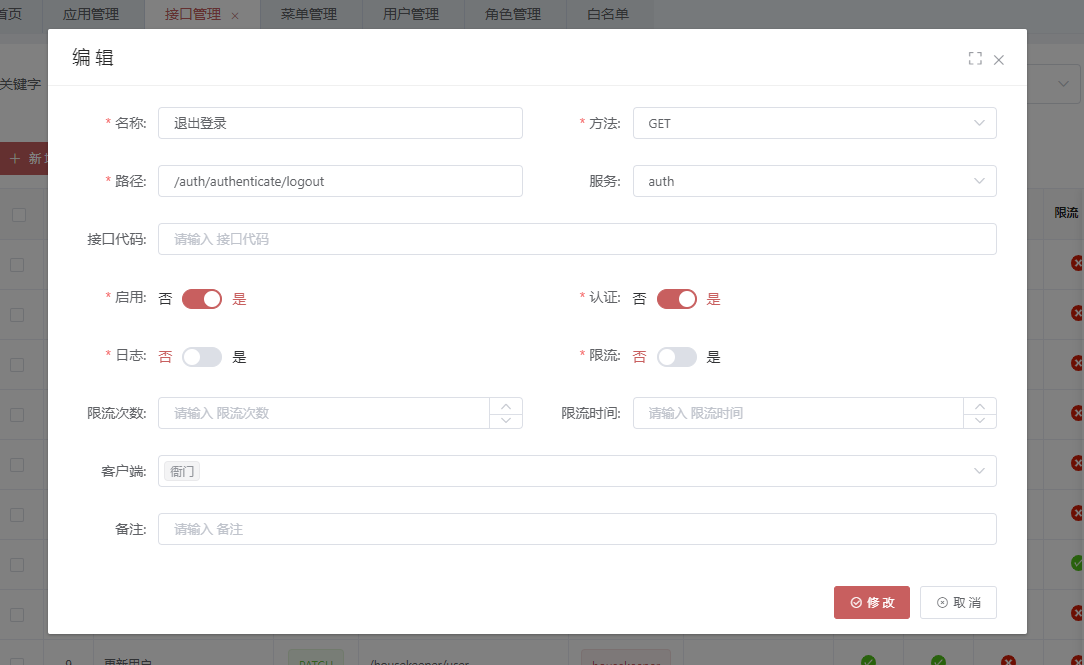 首页 应用管理 接口管理 菜单管理 用户管理 角色管理 白名单
编辑
关键字
* 名称: 退出登录 * 方法: GET
+ 新
* 路径: /auth/authenticate/logout 服务: auth
限流
接口代码: 请输入 接口代码
* 启用: 否 是 * 认证: 否 是
* 日志: 否 是 * 限流: 否 是
限流次数: 请输入 限流次数 限流时间: 请输入 限流时间
客户端: 衙门
备注: 请输入 备注
修改 取消
9 更新用户 PATCH /housekeeper/user housekeeper